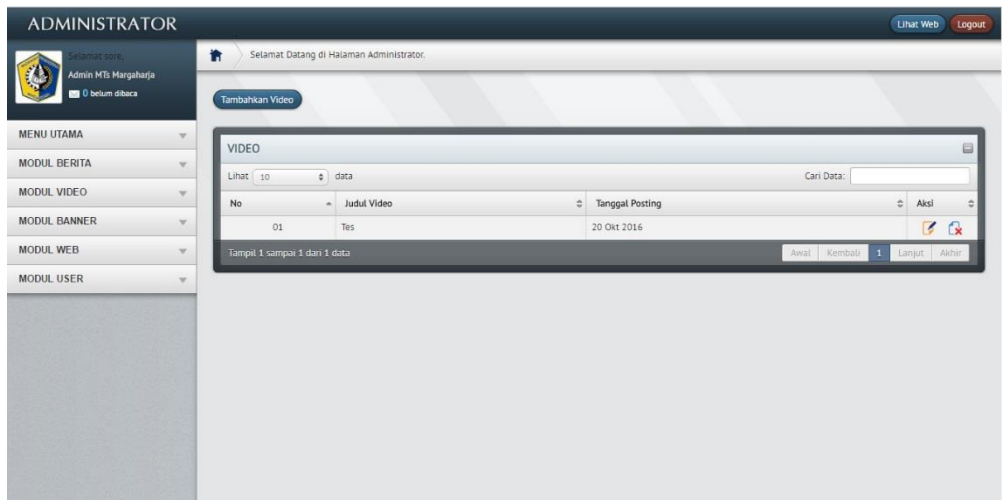 ADMINISTRATOR
Lihat Web Logout
Selamat sore,
Admin MTs Margaharja
0 belum dibaca
Selamat Datang di Halaman Administrator.
Tambahkan Video
MENU UTAMA
MODUL BERITA
MODUL VIDEO
MODUL BANNER
MODUL WEB
MODUL USER
VIDEO
Lihat 10 data Cari Data:
No Judul Video Tanggal Posting Aksi
01 Tes 20 Okt 2016
Tampil 1 sampai 1 dari 1 data Awal Kembali 1 Lanjut Akhir